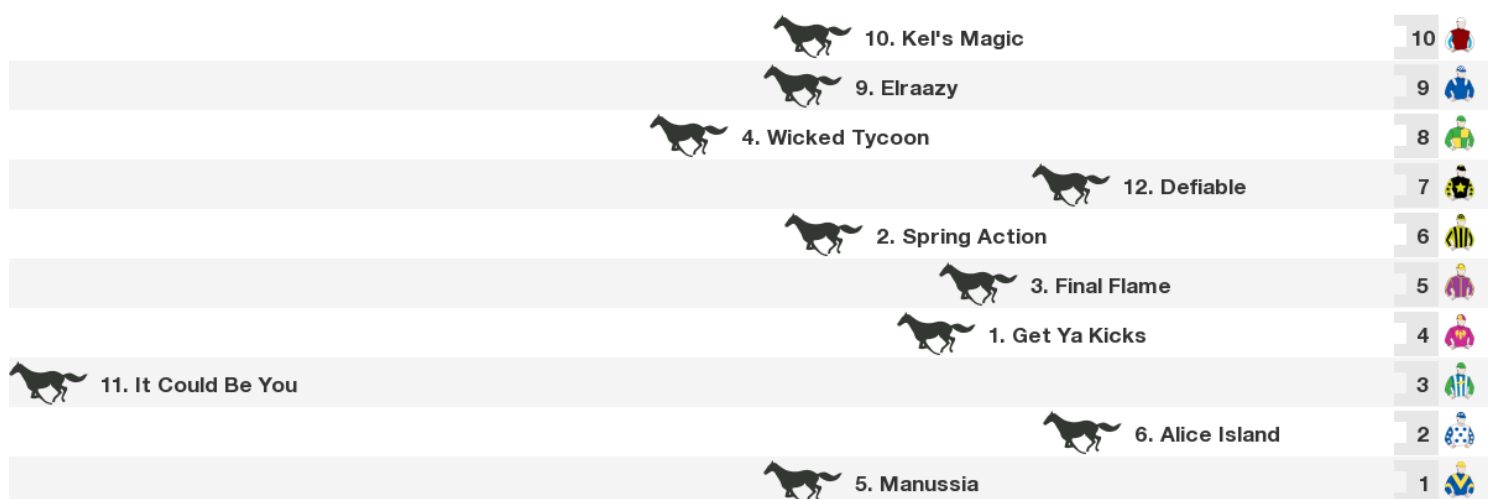 10. Kel's Magic 10
9. Elraazy 9
4. Wicked Tycoon 8
12. Defiable 7
2. Spring Action 6
3. Final Flame 5
1. Get Ya Kicks 4
11. It Could Be You 3
6. Alice Island 2
5. Manussia 1